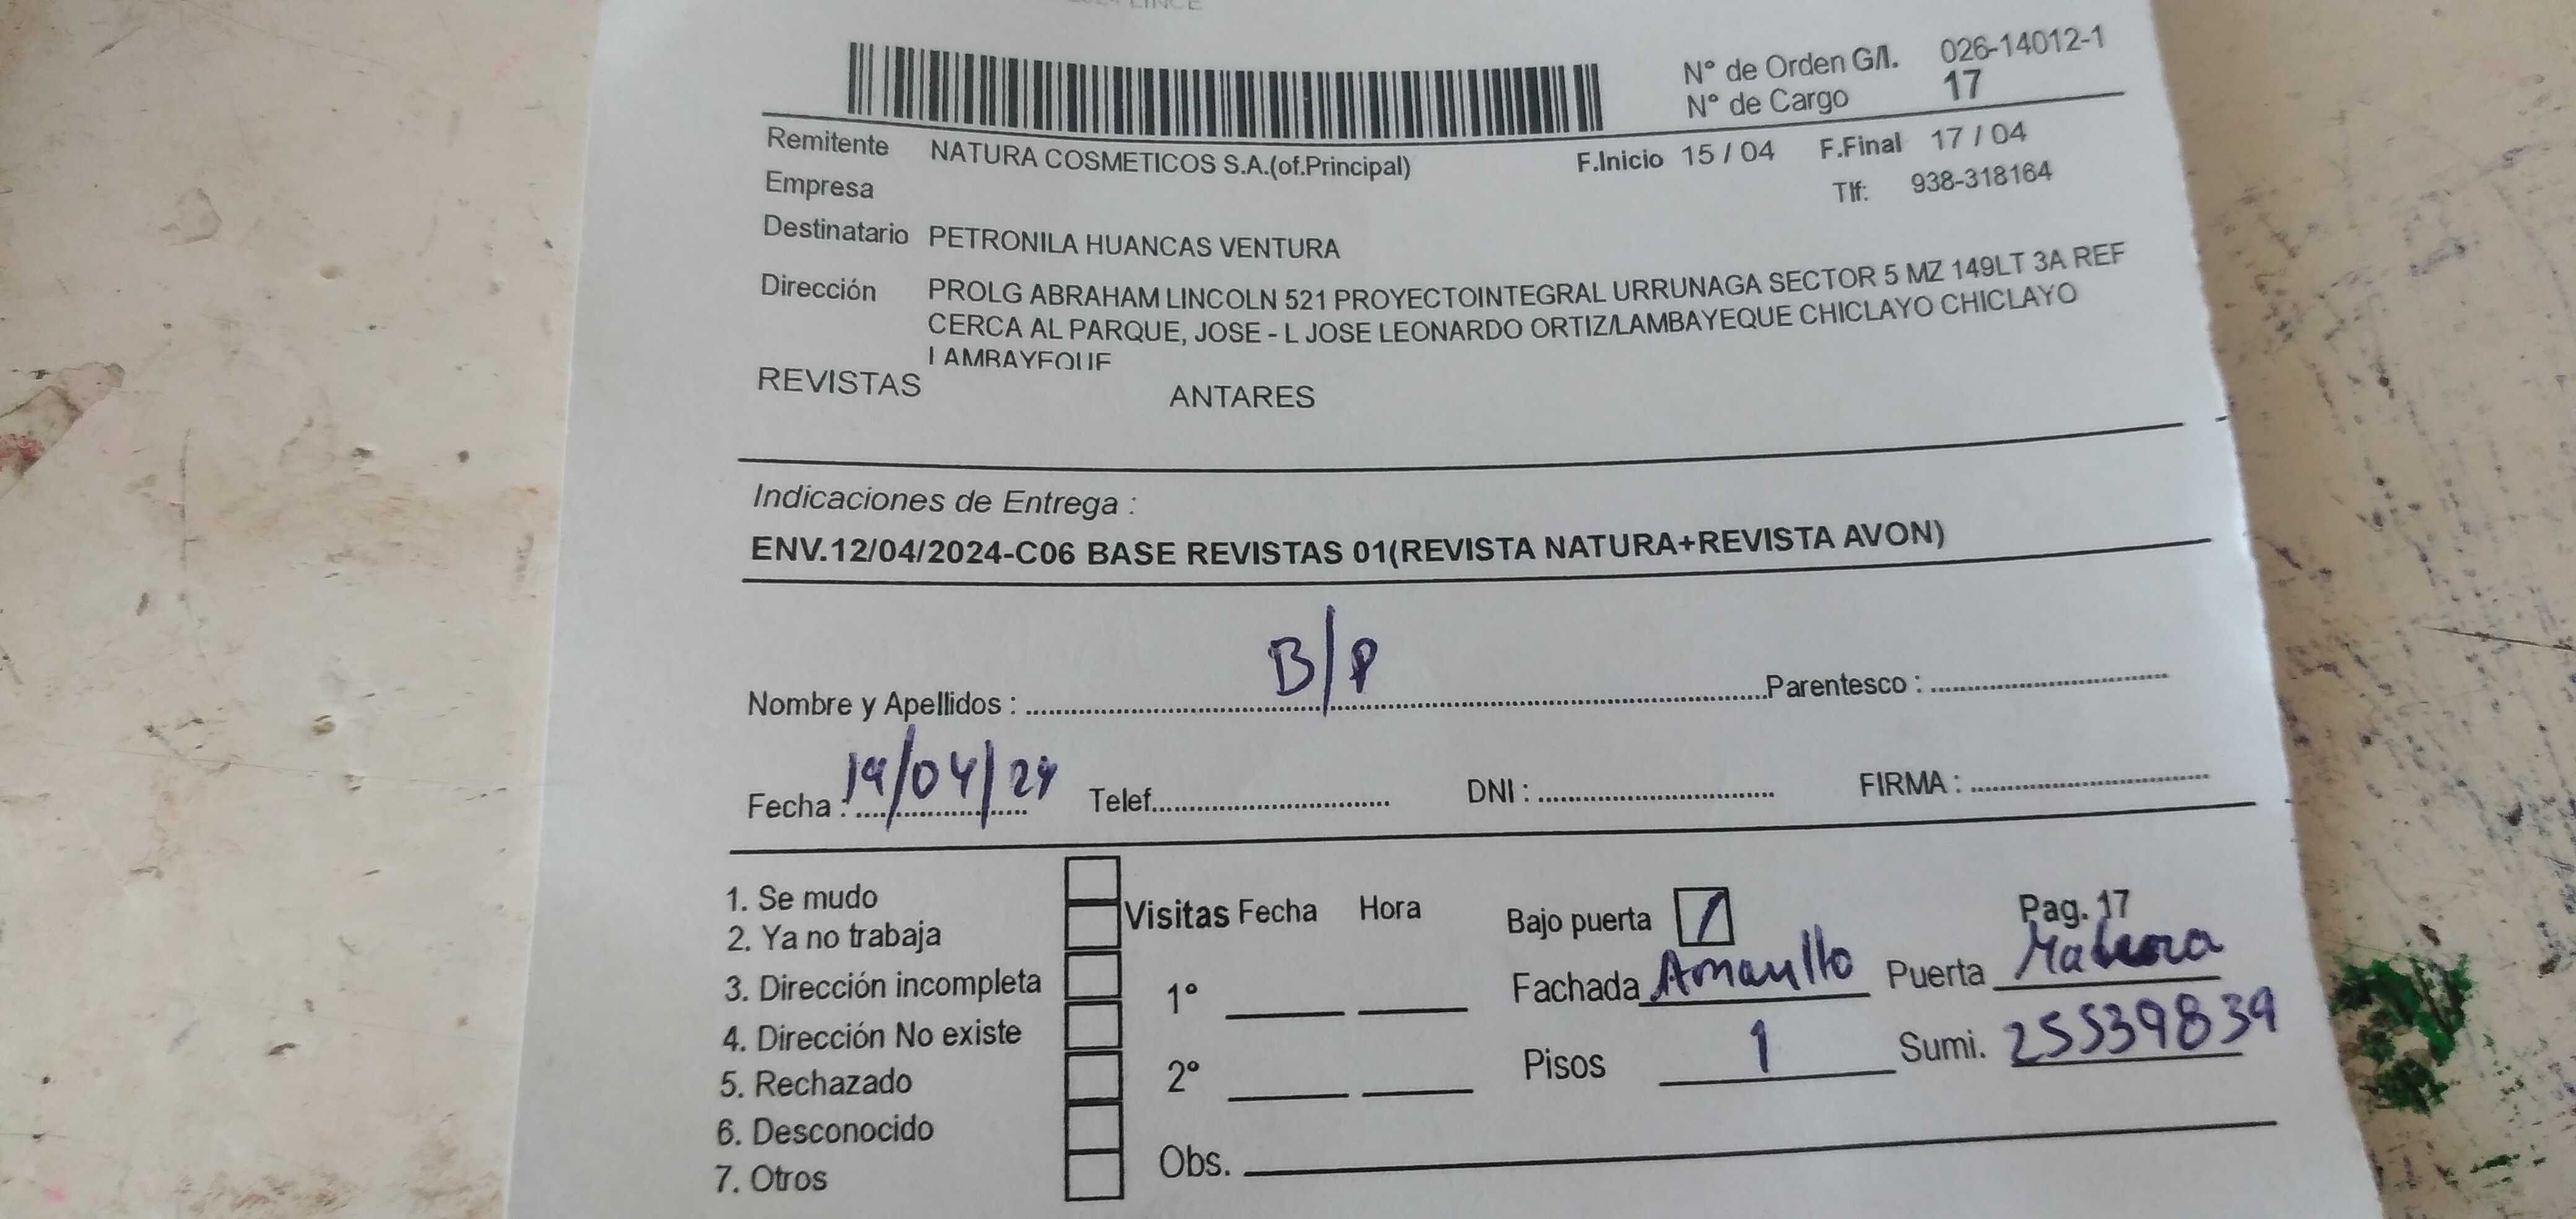 LINCE
N° de Orden G/I. 026-14012-1
N° de Cargo 17
Remitente NATURA COSMETICOS S.A.(of.Principal) F.Inicio 15 / 04 F.Final 17 / 04
Empresa Tlf: 938-318164
Destinatario PETRONILA HUANCAS VENTURA
Dirección PROLG ABRAHAM LINCOLN 521 PROYECTOINTEGRAL URRUNAGA SECTOR 5 MZ 149LT 3A REF
CERCA AL PARQUE, JOSE - L JOSE LEONARDO ORTIZ/LAMBAYEQUE CHICLAYO CHICLAYO
LAMBAYEQUE
REVISTAS ANTARES
Indicaciones de Entrega :
ENV.12/04/2024-C06 BASE REVISTAS 01(REVISTA NATURA+REVISTA AVON)
Nombre y Apellidos : B/P Parentesco :
Fecha : 19/04/24 Telef. DNI : FIRMA :
1. Se mudo
2. Ya no trabaja
3. Dirección incompleta
4. Dirección No existe
5. Rechazado
6. Desconocido
7. Otros
Visitas Fecha Hora
1°
2°
Obs.
Bajo puerta Pag. 17
Fachada Amarillo Puerta Madera
Pisos 1 Sumi. 25539839